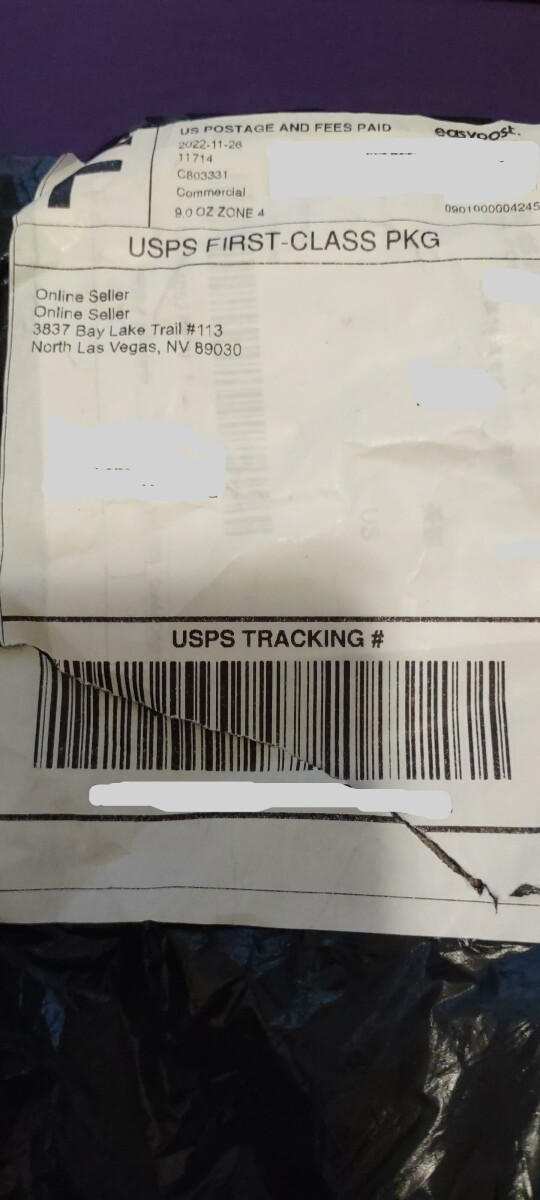 US POSTAGE AND FEES PAID
easypost.
2022-11-26
11714
C803331
Commercial
9.0 OZ ZONE 4
0901000004245
USPS FIRST-CLASS PKG
Online Seller
Online Seller
3837 Bay Lake Trail #113
North Las Vegas, NV 89030
US
USPS TRACKING #